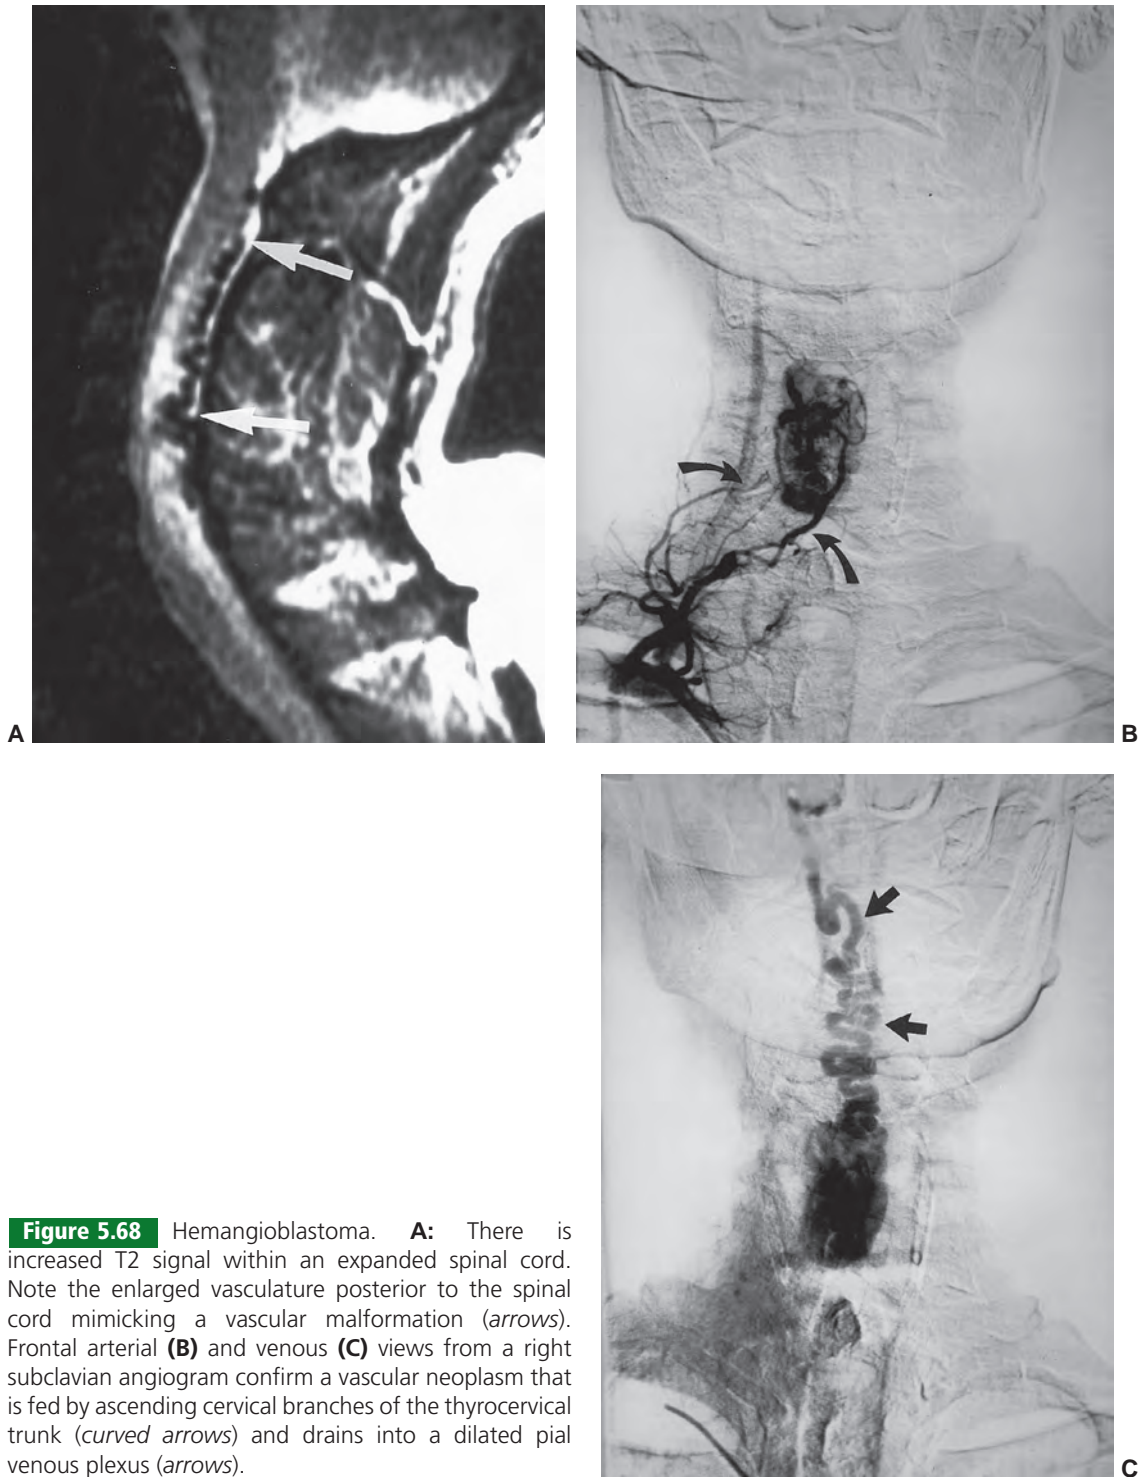 A
B
Figure 5.68 Hemangioblastoma. A: There is
increased T2 signal within an expanded spinal cord.
Note the enlarged vasculature posterior to the spinal
cord mimicking a vascular malformation (arrows).
Frontal arterial (B) and venous (C) views from a right
subclavian angiogram confirm a vascular neoplasm that
is fed by ascending cervical branches of the thyrocervical
trunk (curved arrows) and drains into a dilated pial
venous plexus (arrows).
C